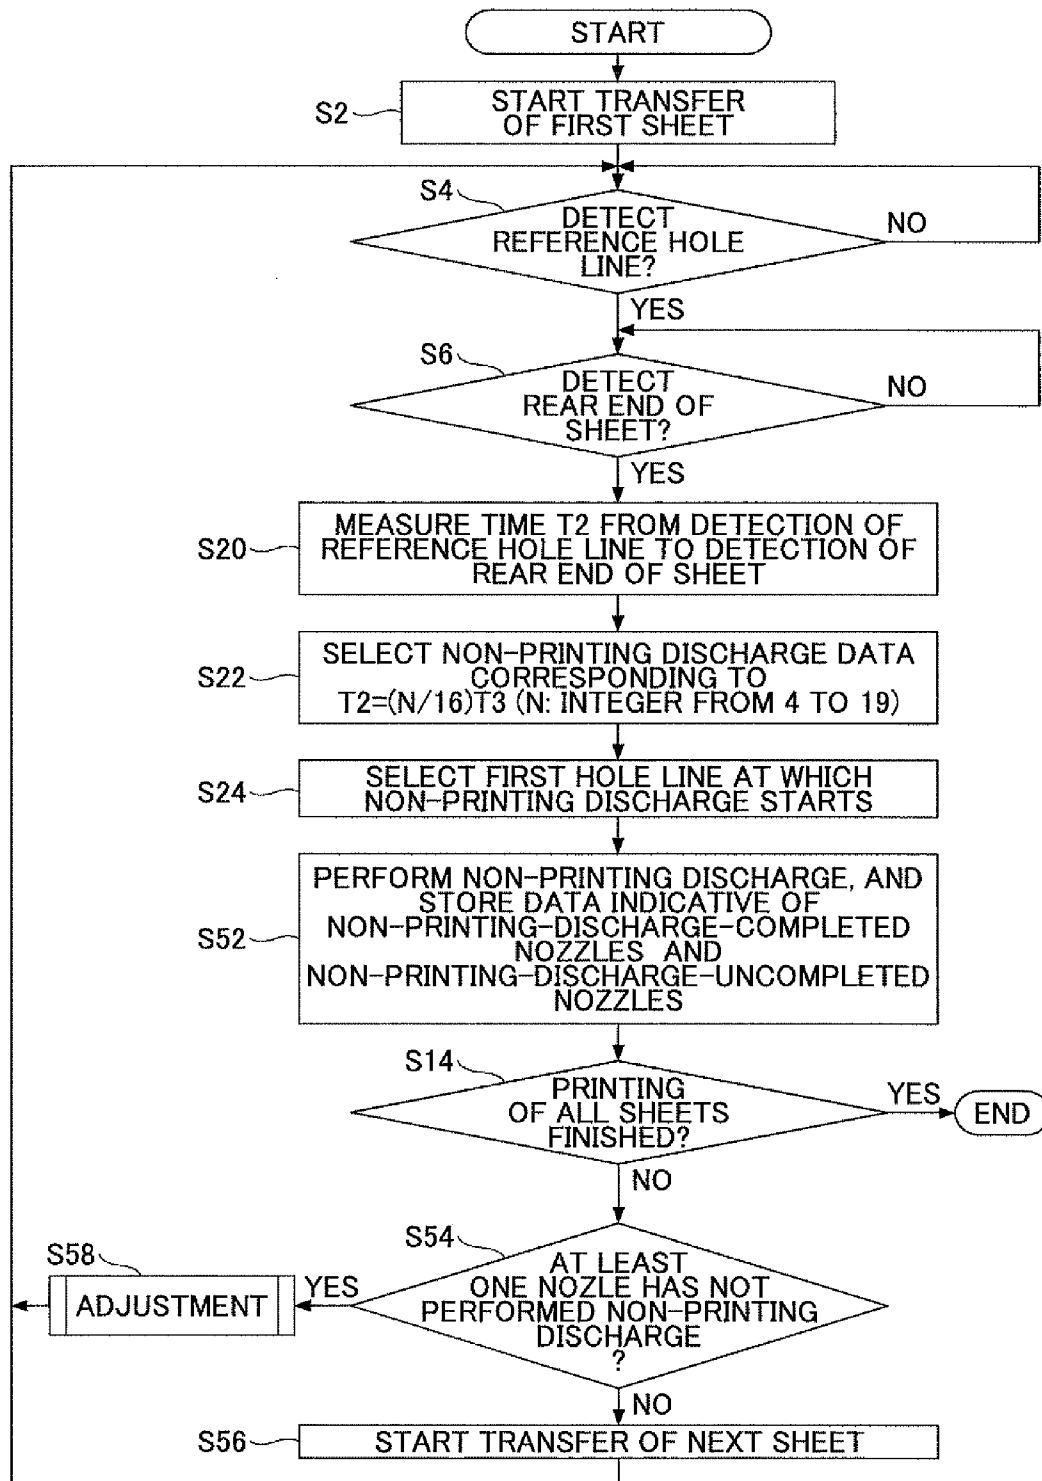 START
S2
START TRANSFER
OF FIRST SHEET
S4
DETECT
REFERENCE HOLE
LINE?
NO
YES
S6
DETECT
REAR END OF
SHEET?
NO
YES
S20
MEASURE TIME T2 FROM DETECTION OF
REFERENCE HOLE LINE TO DETECTION OF
REAR END OF SHEET
S22
SELECT NON-PRINTING DISCHARGE DATA
CORRESPONDING TO
T2=(N/16)T3 (N: INTEGER FROM 4 TO 19)
S24
SELECT FIRST HOLE LINE AT WHICH
NON-PRINTING DISCHARGE STARTS
S52
PERFORM NON-PRINTING DISCHARGE, AND
STORE DATA INDICATIVE OF
NON-PRINTING-DISCHARGE-COMPLETED
NOZZLES AND
NON-PRINTING-DISCHARGE-UNCOMPLETED
NOZZLES
S14
PRINTING
OF ALL SHEETS
FINISHED?
YES
END
NO
S54
AT LEAST
ONE NOZLE HAS NOT
PERFORMED NON-PRINTING
DISCHARGE
?
YES
S58
ADJUSTMENT
NO
S56
START TRANSFER OF NEXT SHEET